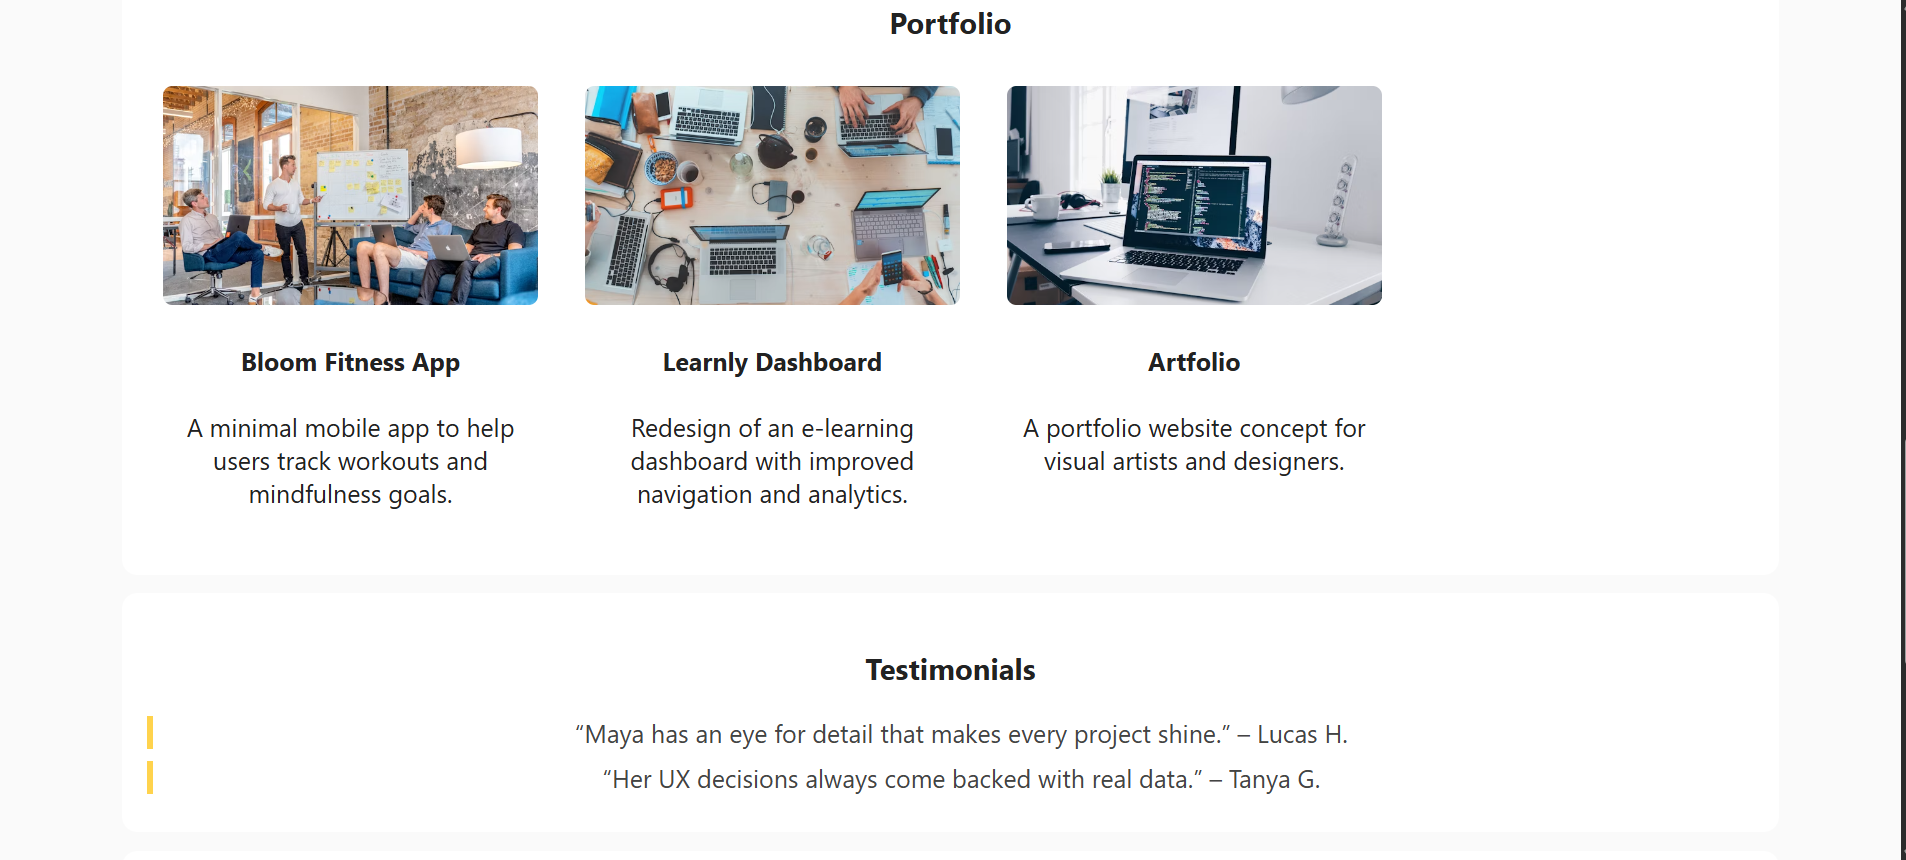 Portfolio
Bloom Fitness App
A minimal mobile app to help
users track workouts and
mindfulness goals.
Learnly Dashboard
Redesign of an e-learning
dashboard with improved
navigation and analytics.
Artfolio
A portfolio website concept for
visual artists and designers.
Testimonials
“Maya has an eye for detail that makes every project shine.” – Lucas H.
“Her UX decisions always come backed with real data.” – Tanya G.